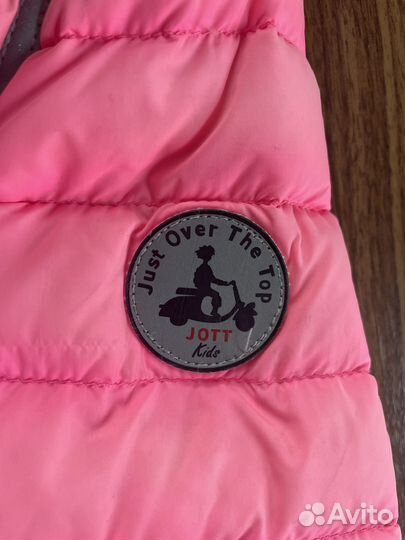 Just Over The Top
JOTT
Kids
Avito